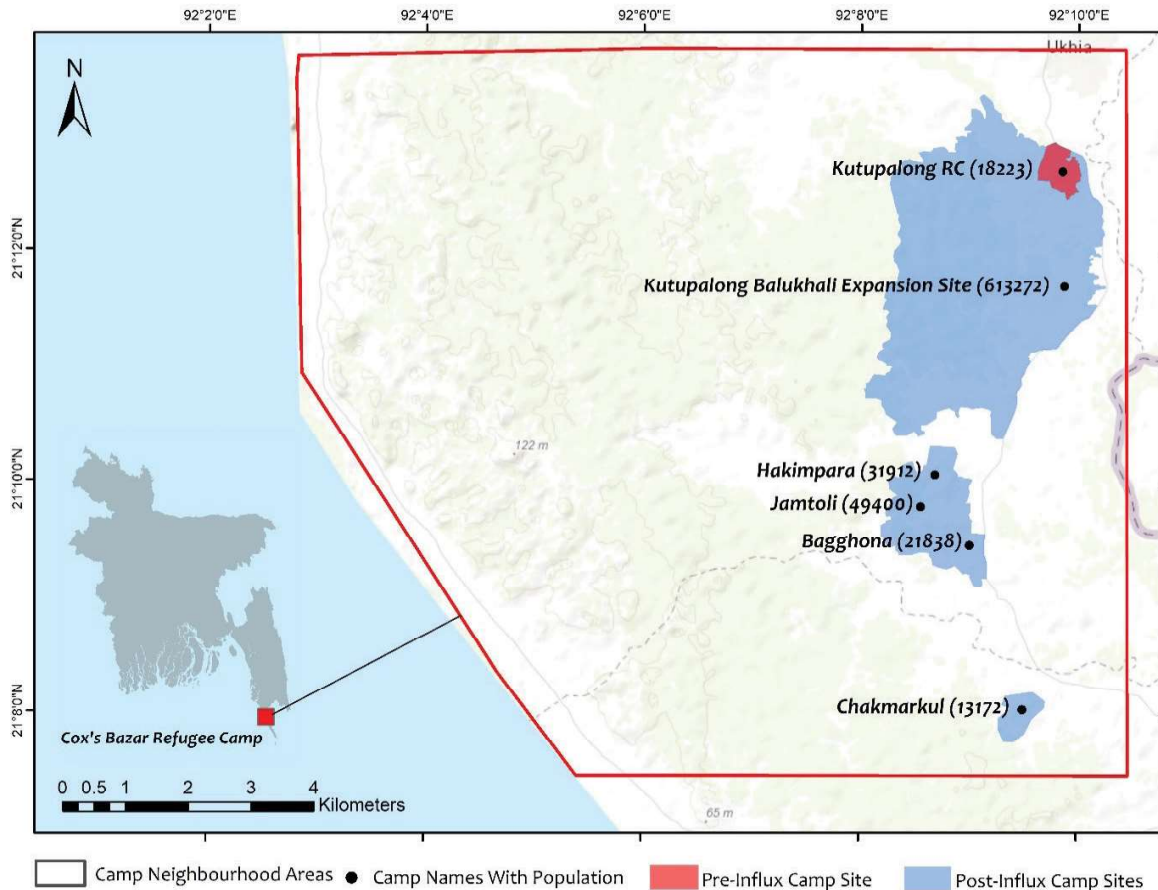 92°2'0"E 92°4'0"E 92°6'0"E 92°8'0"E 92°10'0"E
Ukhia
N
Kutupalong RC (18223)
21°12'0"N
Kutupalong Balukhali Expansion Site (613272)
122 m
21°10'0"N
Hakimpara (31912)
Jamtoli (49400)
Bagghona (21838)
21°8'0"N
Chakmarkul (13172)
Cox's Bazar Refugee Camp
0 0.5 1 2 3 4
Kilometers
65 m
Camp Neighbourhood Areas Camp Names With Population Pre-Influx Camp Site Post-Influx Camp Sites